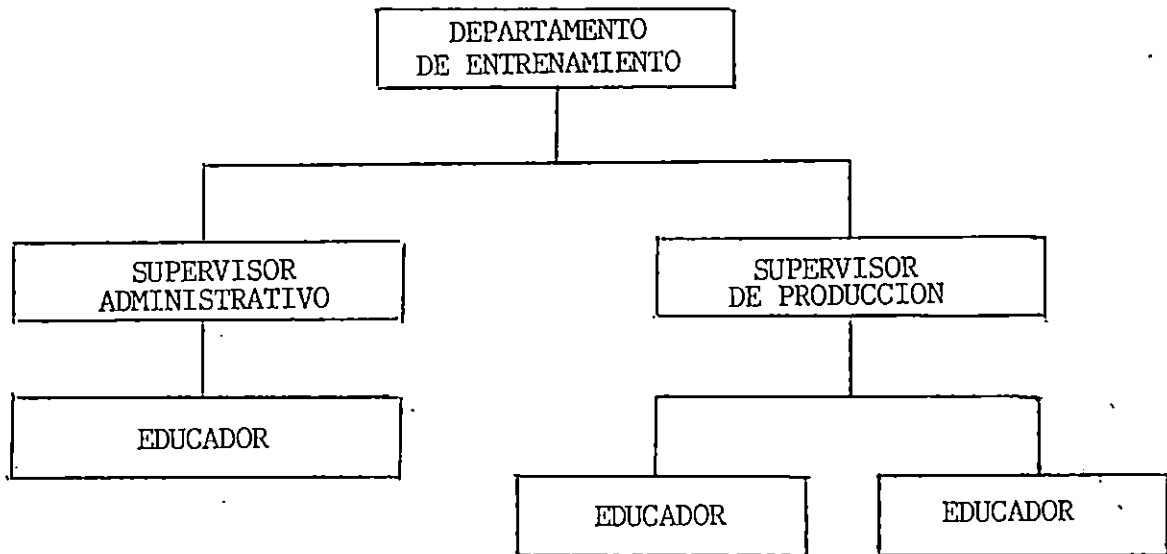 DEPARTAMENTO
DE ENTRENAMIENTO
SUPERVISOR
ADMINISTRATIVO
SUPERVISOR
DE PRODUCCION
EDUCADOR
EDUCADOR
EDUCADOR